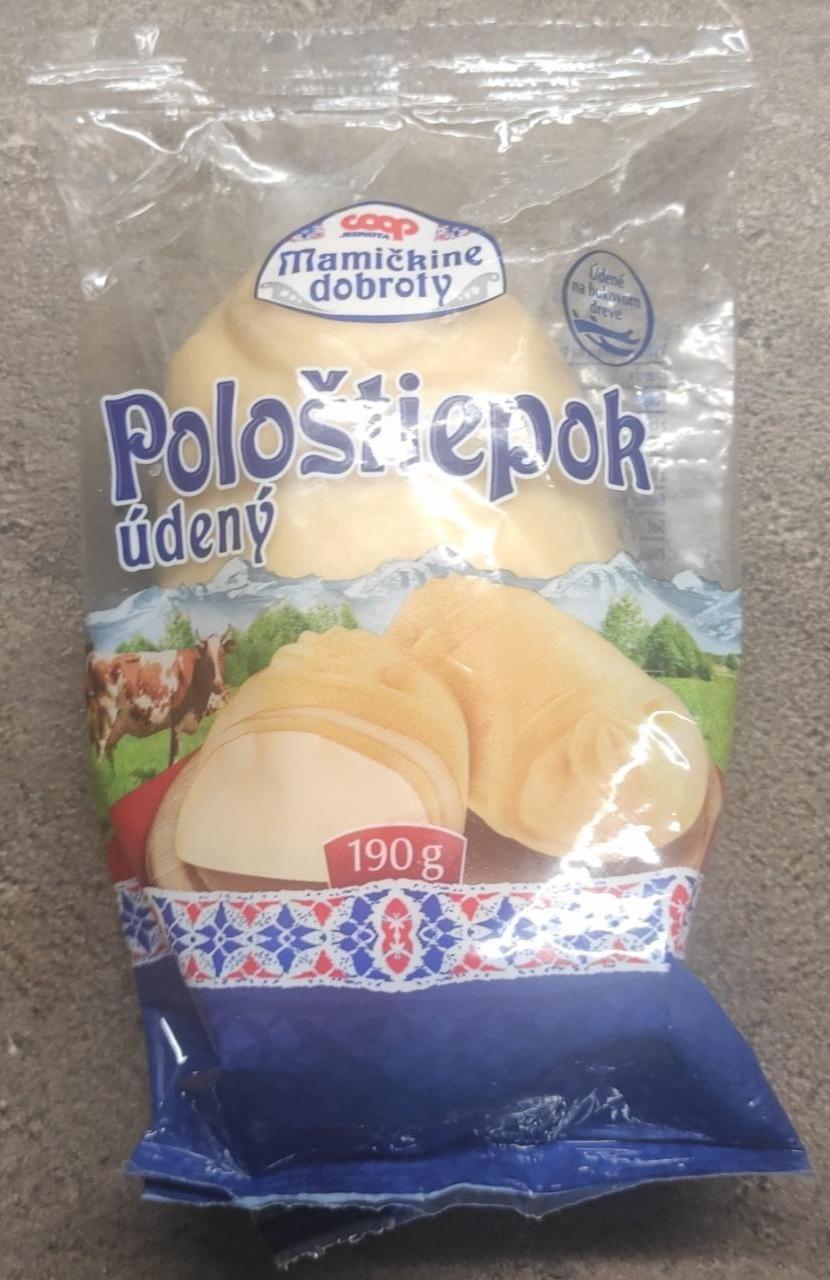 coop
JEDNOTA
Mamičkine
dobroty
Údené
na bukovom
dreve
Pološtiepok
údený
190 g